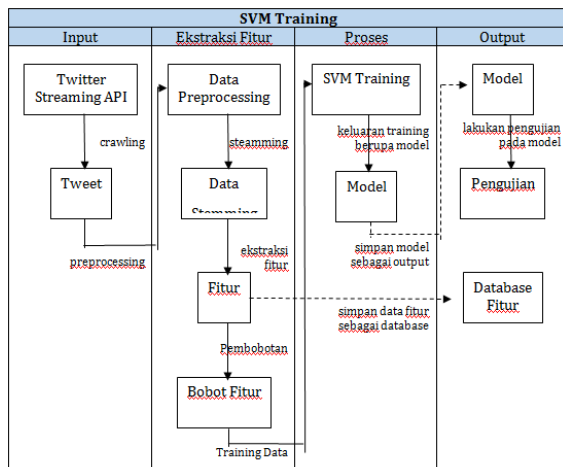 SVM Training
Input
Ekstraksi Fitur
Proses
Output
Twitter
Streaming API
crawling
Tweet
preprocessing
Data
Preprocessing
steamming
Data
Stemming
ekstraksi
fitur
Fitur
Pembobotan
Bobot Fitur
Training Data
SVM Training
keluaran training
berupa model
Model
simpan model
sebagai output
simpan data fitur
sebagai database
Model
lakukan pengujian
pada model
Pengujian
Database
Fitur